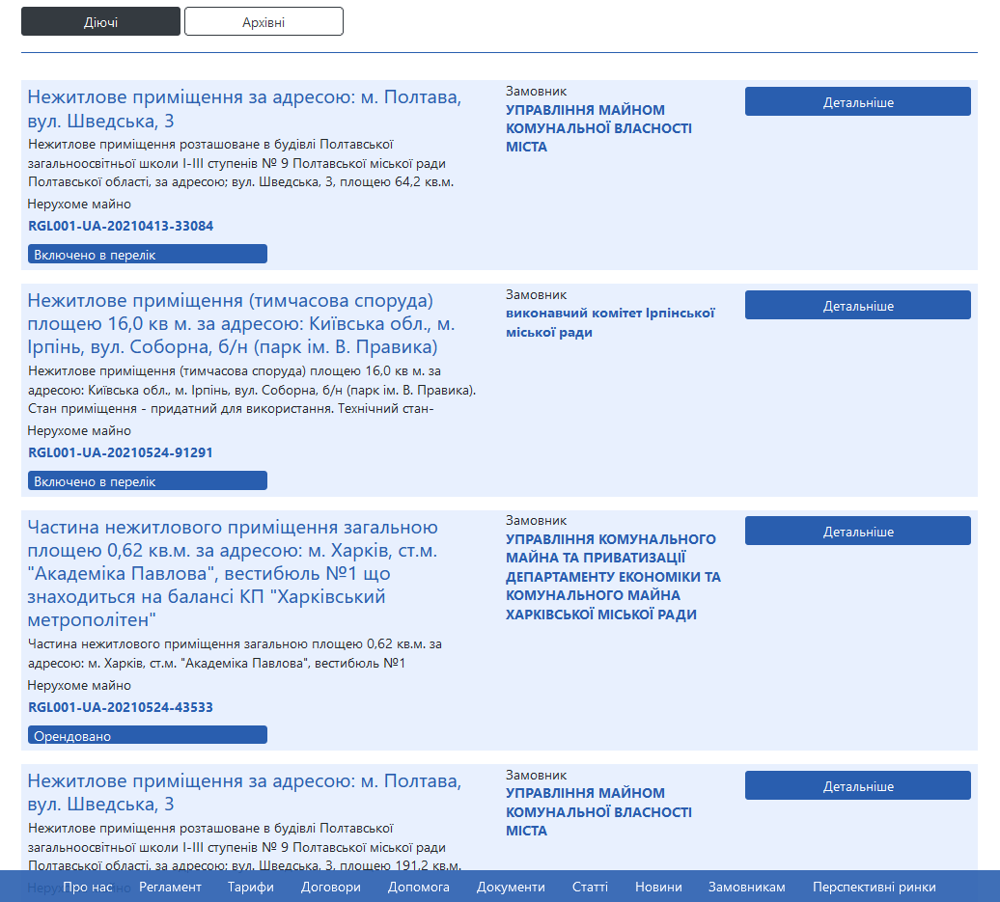 Діючі
Архівні
Нежитлове приміщення за адресою: м. Полтава,
вул. Шведська, 3
Нежитлове приміщення розташоване в будівлі Полтавської
загальноосвітньої школи І-ІІІ ступенів № 9 Полтавської міської ради
Полтавської області, за адресою; вул. Шведська, 3, площею 64,2 кв.м.
Нерухоме майно
RGL001-UA-20210413-33084
Включено в перелік
Замовник
УПРАВЛІННЯ МАЙНОМ
КОМУНАЛЬНОЇ ВЛАСНОСТІ
МІСТА
Детальніше
Нежитлове приміщення (тимчасова споруда)
площею 16,0 кв м. за адресою: Київська обл., м.
Ірпінь, вул. Соборна, б/н (парк ім. В. Правика)
Нежитлове приміщення (тимчасова споруда) площею 16,0 кв м. за
адресою: Київська обл., м. Ірпінь, вул. Соборна, б/н (парк ім. В. Правика).
Стан приміщення - придатний для використання. Технічний стан-
Нерухоме майно
RGL001-UA-20210524-91291
Включено в перелік
Замовник
виконавчий комітет Ірпінської
міської ради
Детальніше
Частина нежитлового приміщення загальною
площею 0,62 кв.м. за адресою: м. Харків, ст.м.
"Академіка Павлова", вестибюль №1 що
знаходиться на балансі КП "Харківський
метрополітен"
Частина нежитлового приміщення загальною площею 0,62 кв.м. за
адресою: м. Харків, ст.м. "Академіка Павлова", вестибюль №1
Нерухоме майно
RGL001-UA-20210524-43533
Орендовано
Замовник
УПРАВЛІННЯ КОМУНАЛЬНОГО
МАЙНА ТА ПРИВАТИЗАЦІЇ
ДЕПАРТАМЕНТУ ЕКОНОМІКИ ТА
КОМУНАЛЬНОГО МАЙНА
ХАРКІВСЬКОЇ МІСЬКОЇ РАДИ
Детальніше
Нежитлове приміщення за адресою: м. Полтава,
вул. Шведська, 3
Нежитлове приміщення розташоване в будівлі Полтавської
загальноосвітньої школи І-ІІІ ступенів № 9 Полтавської міської ради
Полтавської області, за адресою; вул. Шведська, 3, площею 191,2 кв.м.
Нерухоме майно
Замовник
УПРАВЛІННЯ МАЙНОМ
КОМУНАЛЬНОЇ ВЛАСНОСТІ
МІСТА
Детальніше
Про нас Регламент Тарифи Договори Допомога Документи Статті Новини Замовникам Перспективні ринки